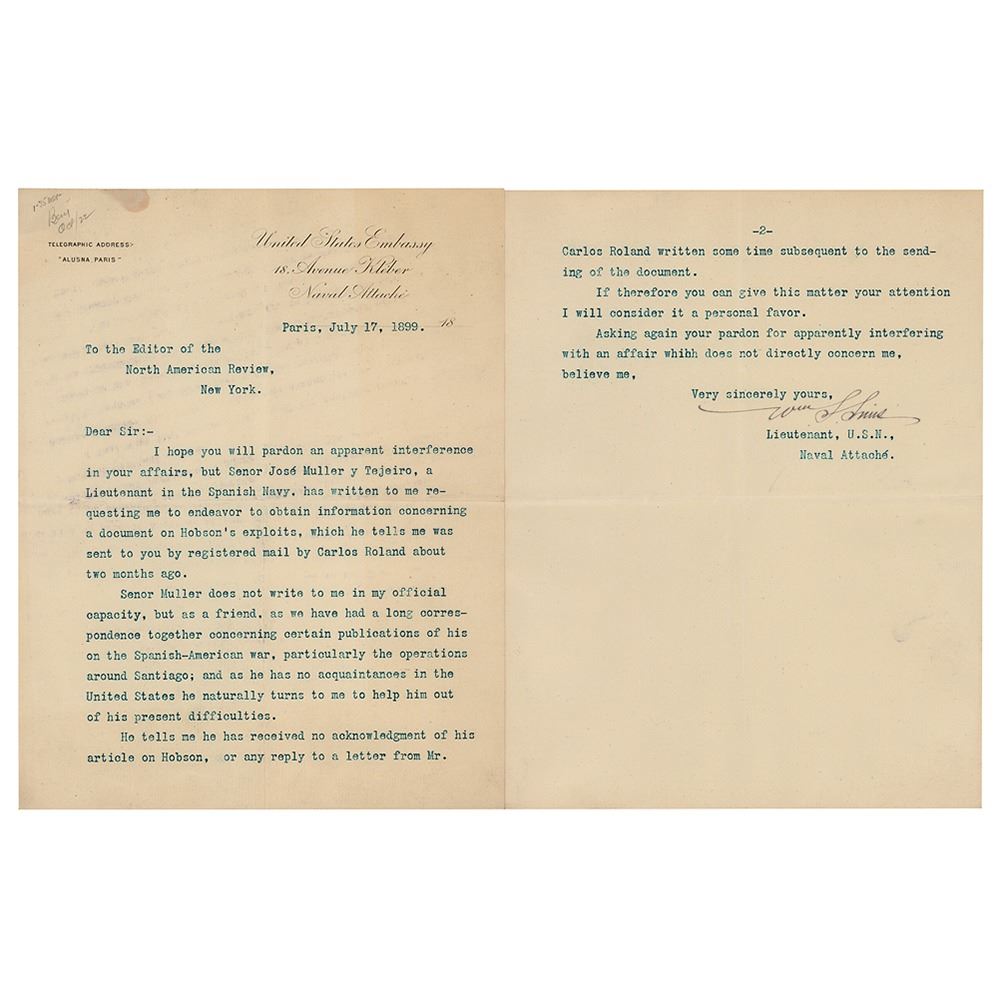 Oct/22
TELEGRAPHIC ADDRESS:
"ALUSNA, PARIS"
United States Embassy
18. Avenue Kléber
Naval Attaché
Paris, July 17, 1899. 18
To the Editor of the
North American Review,
New York.
Dear Sir:-
I hope you will pardon an apparent interference
in your affairs, but Senor José Muller y Tejeiro, a
Lieutenant in the Spanish Navy, has written to me re-
questing me to endeavor to obtain information concerning
a document on Hobson's exploits, which he tells me was
sent to you by registered mail by Carlos Roland about
two months ago.
Senor Muller does not write to me in my official
capacity, but as a friend, as we have had a long corres-
pondence together concerning certain publications of his
on the Spanish-American war, particularly the operations
around Santiago; and as he has no acquaintances in the
United States he naturally turns to me to help him out
of his present difficulties.
He tells me he has received no acknowledgment of his
article on Hobson, or any reply to a letter from Mr.
-2-
Carlos Roland written some time subsequent to the send-
ing of the document.
If therefore you can give this matter your attention
I will consider it a personal favor.
Asking again your pardon for apparently interfering
with an affair whihh does not directly concern me,
believe me,
Very sincerely yours,
Wm S Sims
Lieutenant, U.S.N.,
Naval Attaché.